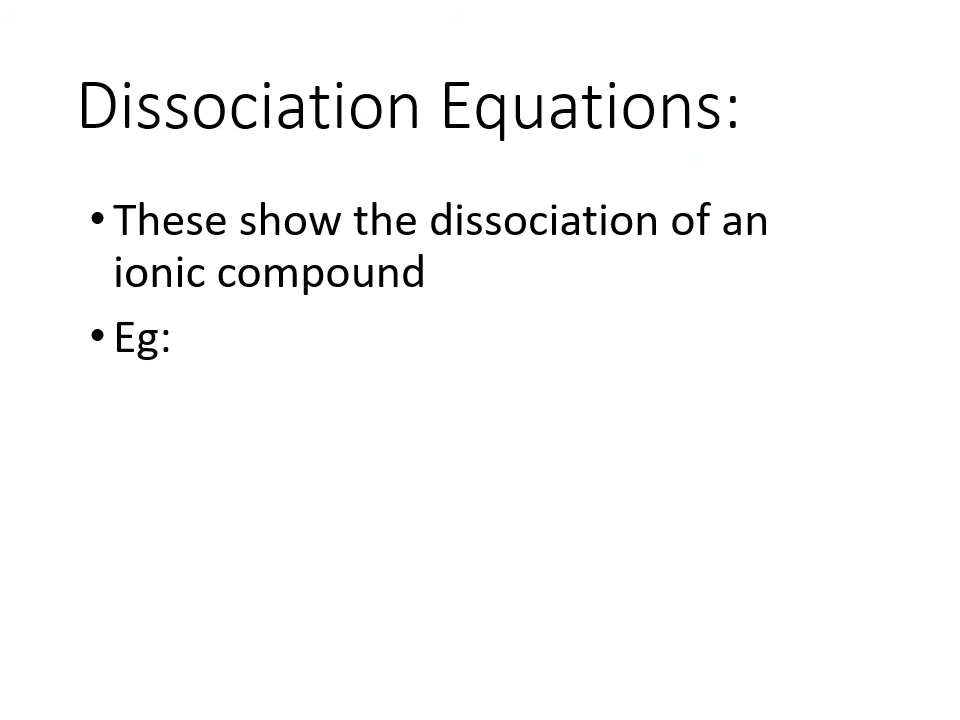 Dissociation Equations:
• These show the dissociation of an
ionic compound
• Eg: